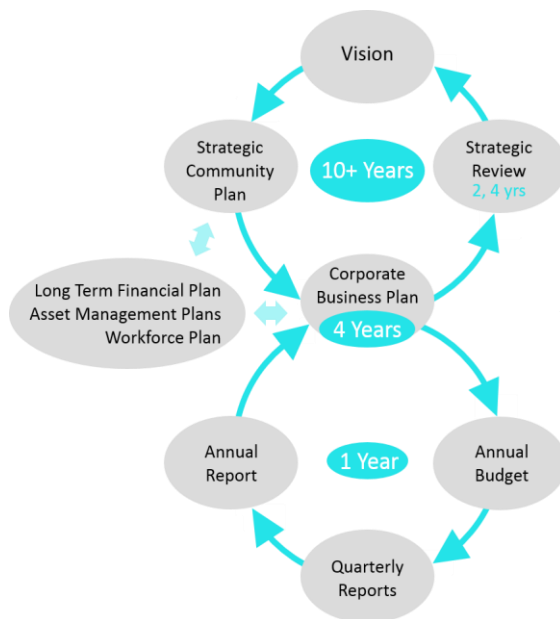 Vision
Strategic
Community
Plan
10+ Years
Strategic
Review
2, 4 yrs
Long Term Financial Plan
Asset Management Plans
Workforce Plan
Corporate
Business Plan
4 Years
Annual
Report
1 Year
Annual
Budget
Quarterly
Reports